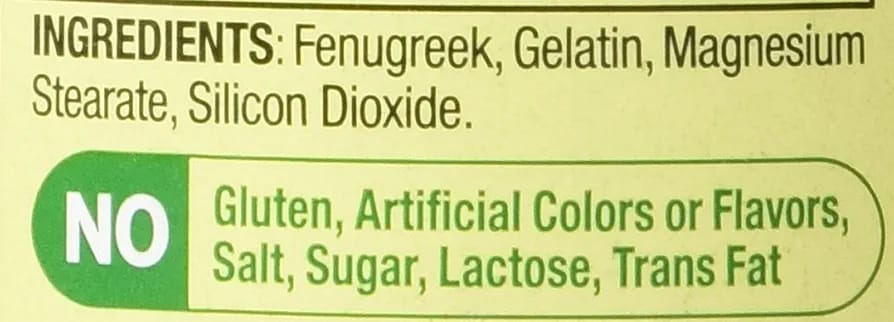 INGREDIENTS: Fenugreek, Gelatin, Magnesium
Stearate, Silicon Dioxide.
NO
Gluten, Artificial Colors or Flavors,
Salt, Sugar, Lactose, Trans Fat